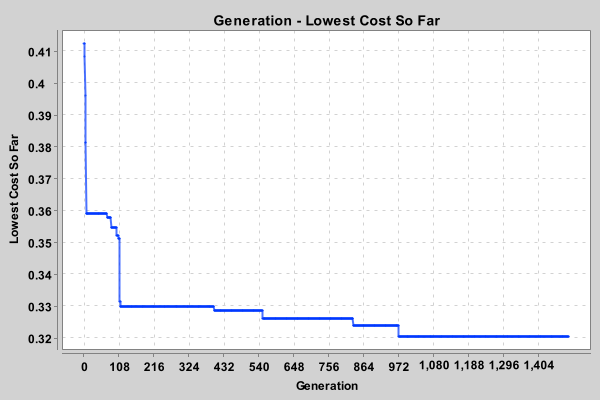 Generation - Lowest Cost So Far
0.41
0.4
0.39
0.38
0.37
0.36
0.35
0.34
0.33
0.32
Lowest Cost So Far
0 108 216 324 432 540 648 756 864 972 1,080 1,188 1,296 1,404
Generation